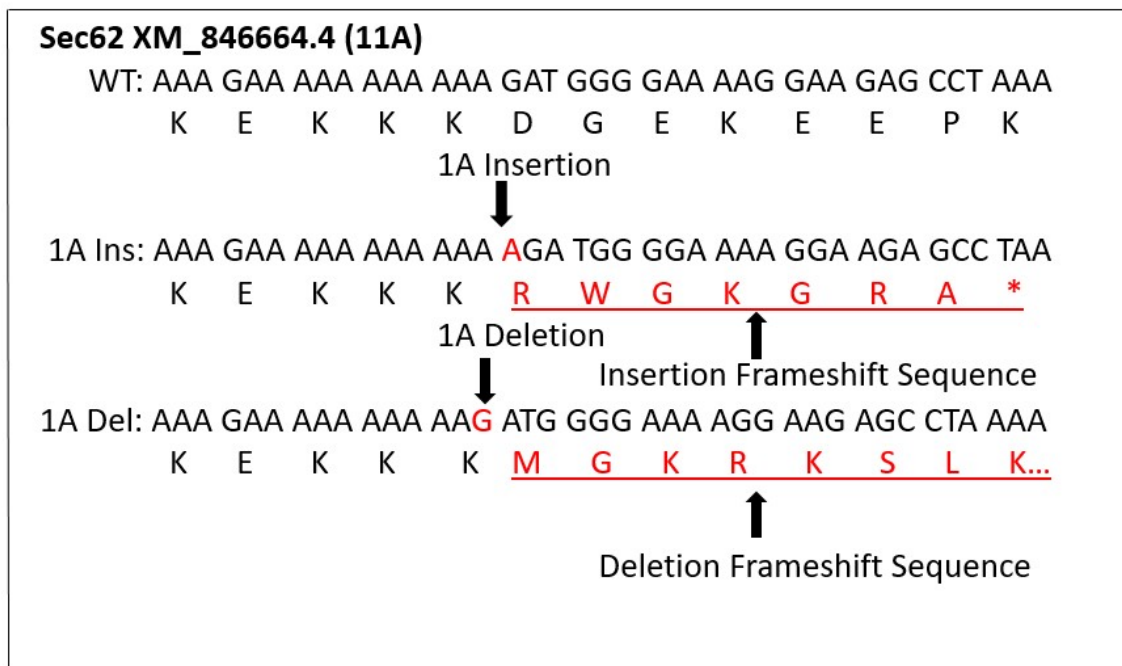 Sec62 XM_846664.4 (11A)
WT: AAA GAA AAA AAA AAA GAT GGG GAA AAG GAA GAG CCT AAA
K E K K K D G E K E E P K
1A Insertion
1A Ins: AAA GAA AAA AAA AAA AGA TGG GGA AAA GGA AGA GCC TAA
K E K K K R W G K G R A *
1A Deletion
Insertion Frameshift Sequence
1A Del: AAA GAA AAA AAA AAG ATG GGG AAA AGG AAG AGC CTA AAA
K E K K K M G K R K S L K...
Deletion Frameshift Sequence